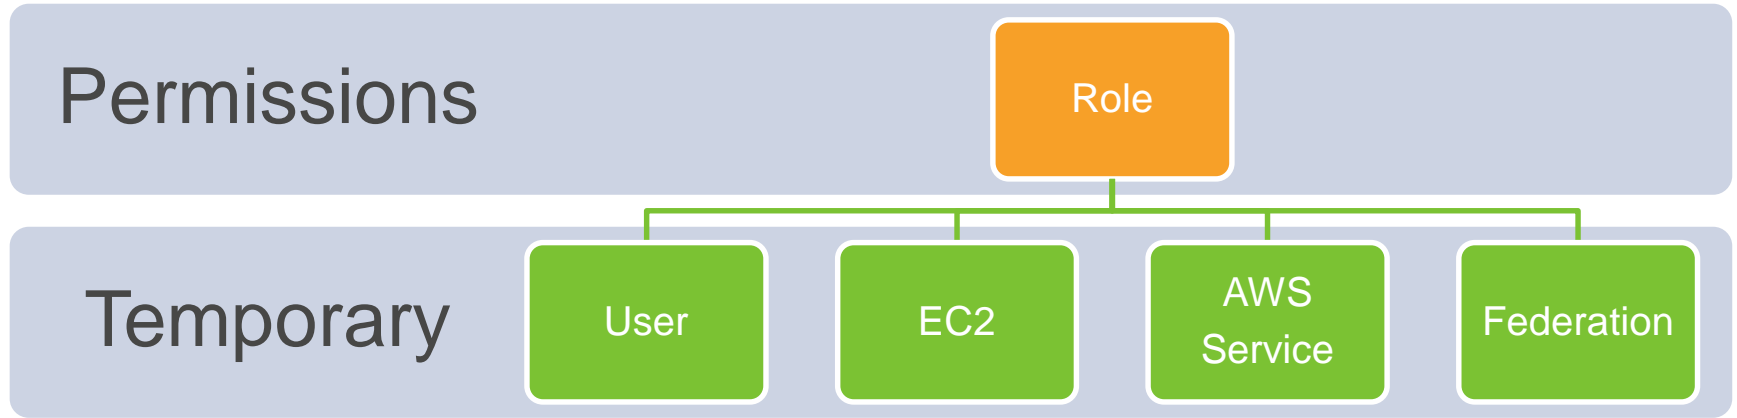 Permissions
Role
Temporary
User
EC2
AWS
Service
Federation